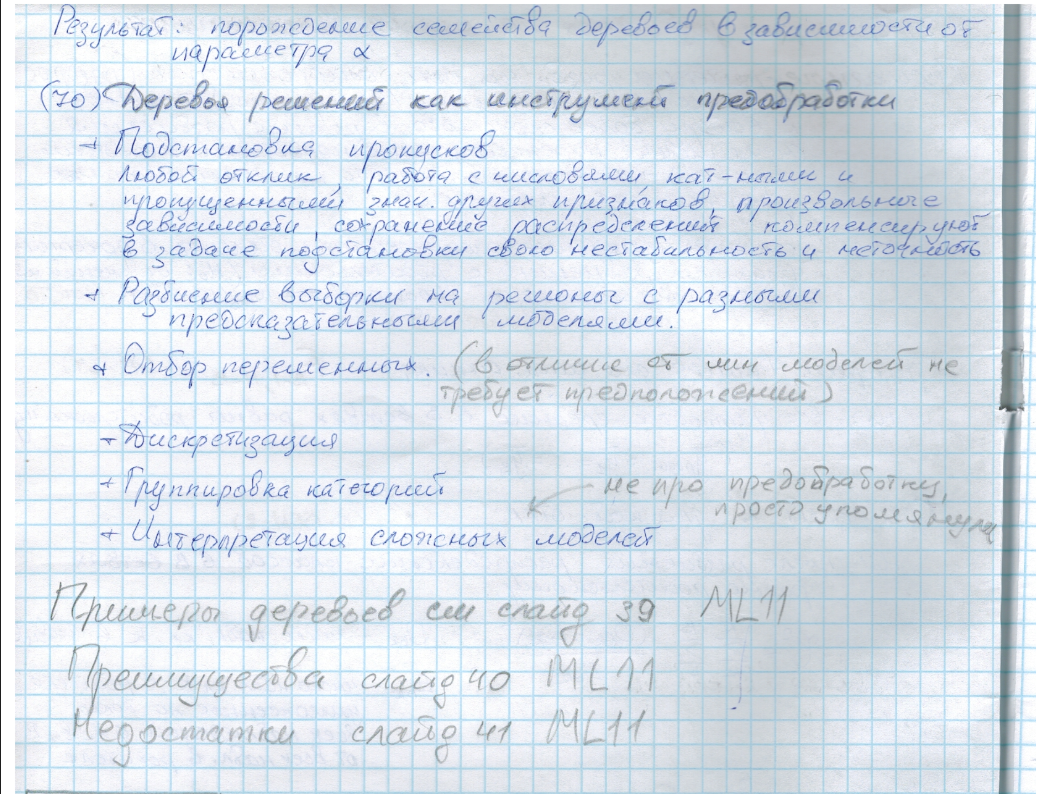 Результат: порождение семейства деревьев в зависимости от
параметра α
(70) Деревья решений как инструмент предобработки
+ Подстановка пропусков
любой отклик, работа с числовыми, кат-ными и
пропущенными знач. других признаков, произвольные
зависимости, сохранение распределений компенсируют
в задаче подстановки свою нестабильность и неточность
+ Разбиение выборки на регионы с разными
предсказательными моделями.
+ Отбор переменных. (в отличие от лин моделей не
требует предположений)
+ Дискретизация
+ Группировка категорий
не про предобработку,
просто упомянули
+ Интерпретация сложных моделей
Примеры деревьев см слайд 39 ML11
Преимущества слайд 40 ML11
Недостатки слайд 41 ML11